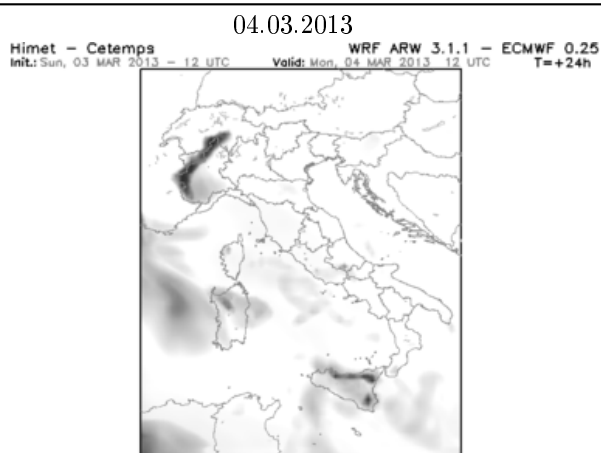 04.03.2013
Himet – Cetemps WRF ARW 3.1.1 – ECMWF 0.25
Init.: Sun, 03 MAR 2013 – 12 UTC Valid: Mon, 04 MAR 2013 12 UTC T=+24h